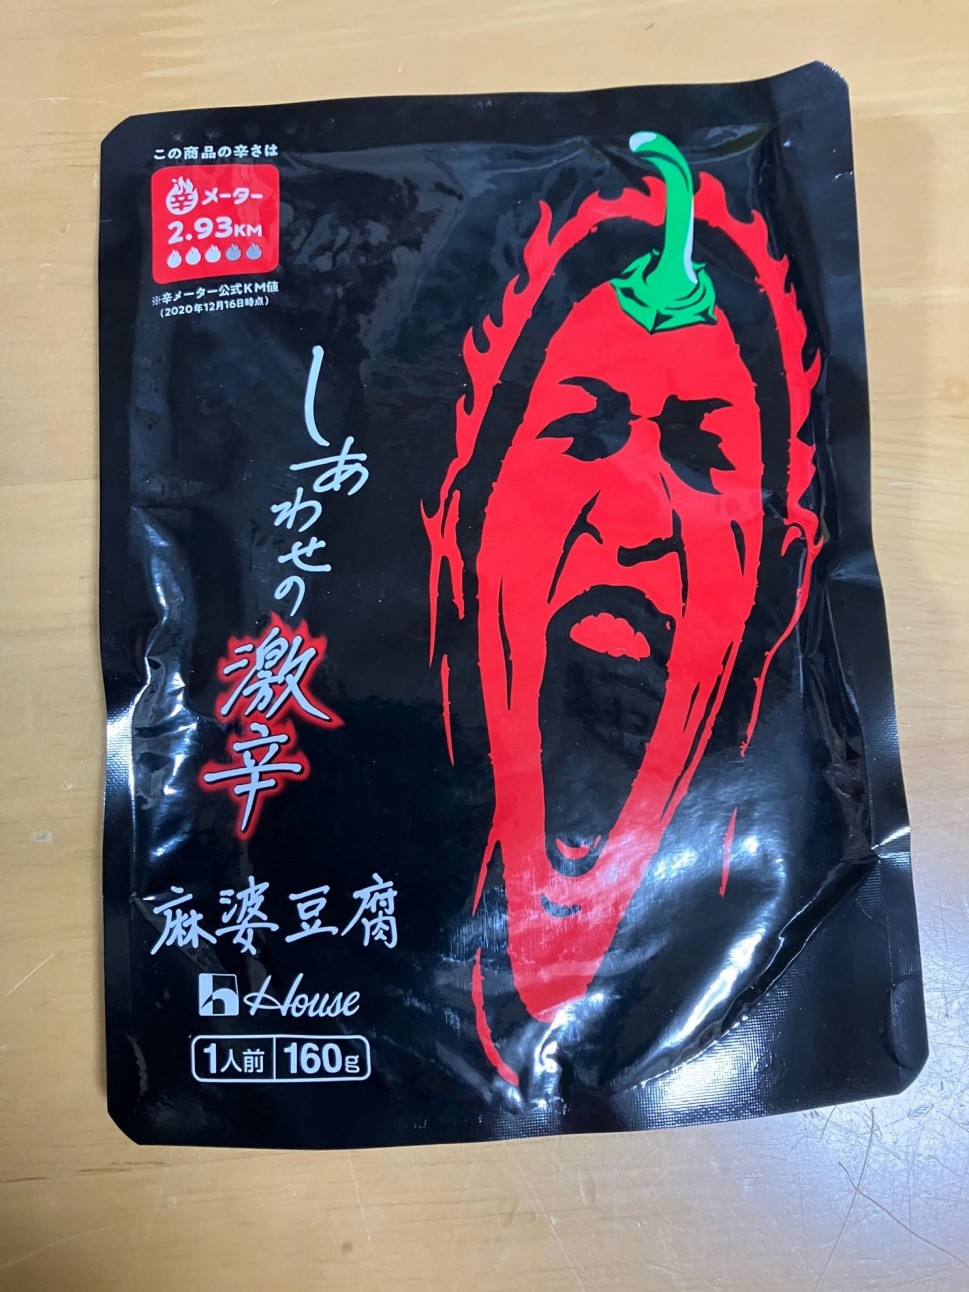 この商品の辛さは
辛メーター
2.93KM
※辛メーター公式KM値
(2020年12月16日時点)
しあわせの
激辛
麻婆豆腐
House
1人前 160g